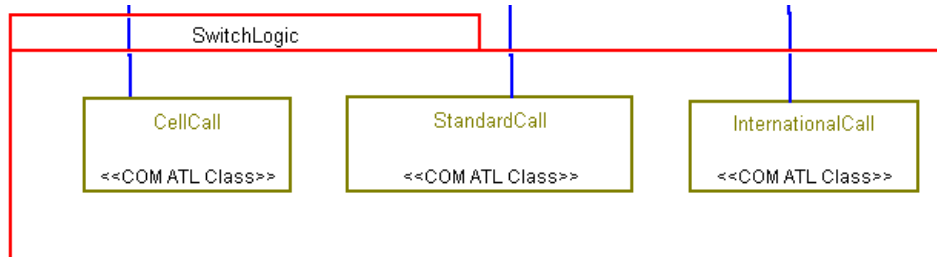 SwitchLogic
CellCall
StandardCall
InternationalCall
<<COM ATL Class>>
<<COM ATL Class>>
<<COM ATL Class>>